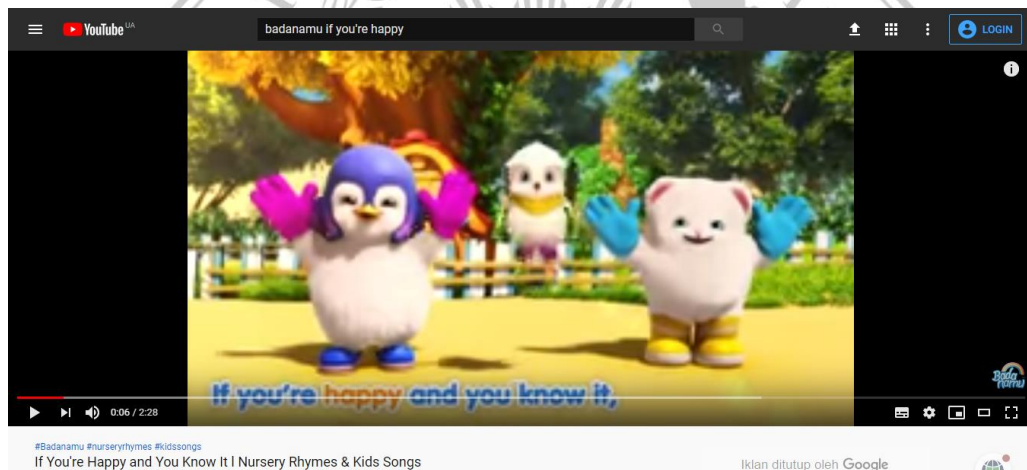 YouTube UA
badanamu if you're happy
LOGIN
If you're happy and you know it,
Bada
namu
0:06 / 2:28
#Badanamu #nurseryrhymes #kidssongs
If You're Happy and You Know It l Nursery Rhymes & Kids Songs
Iklan ditutup oleh Google